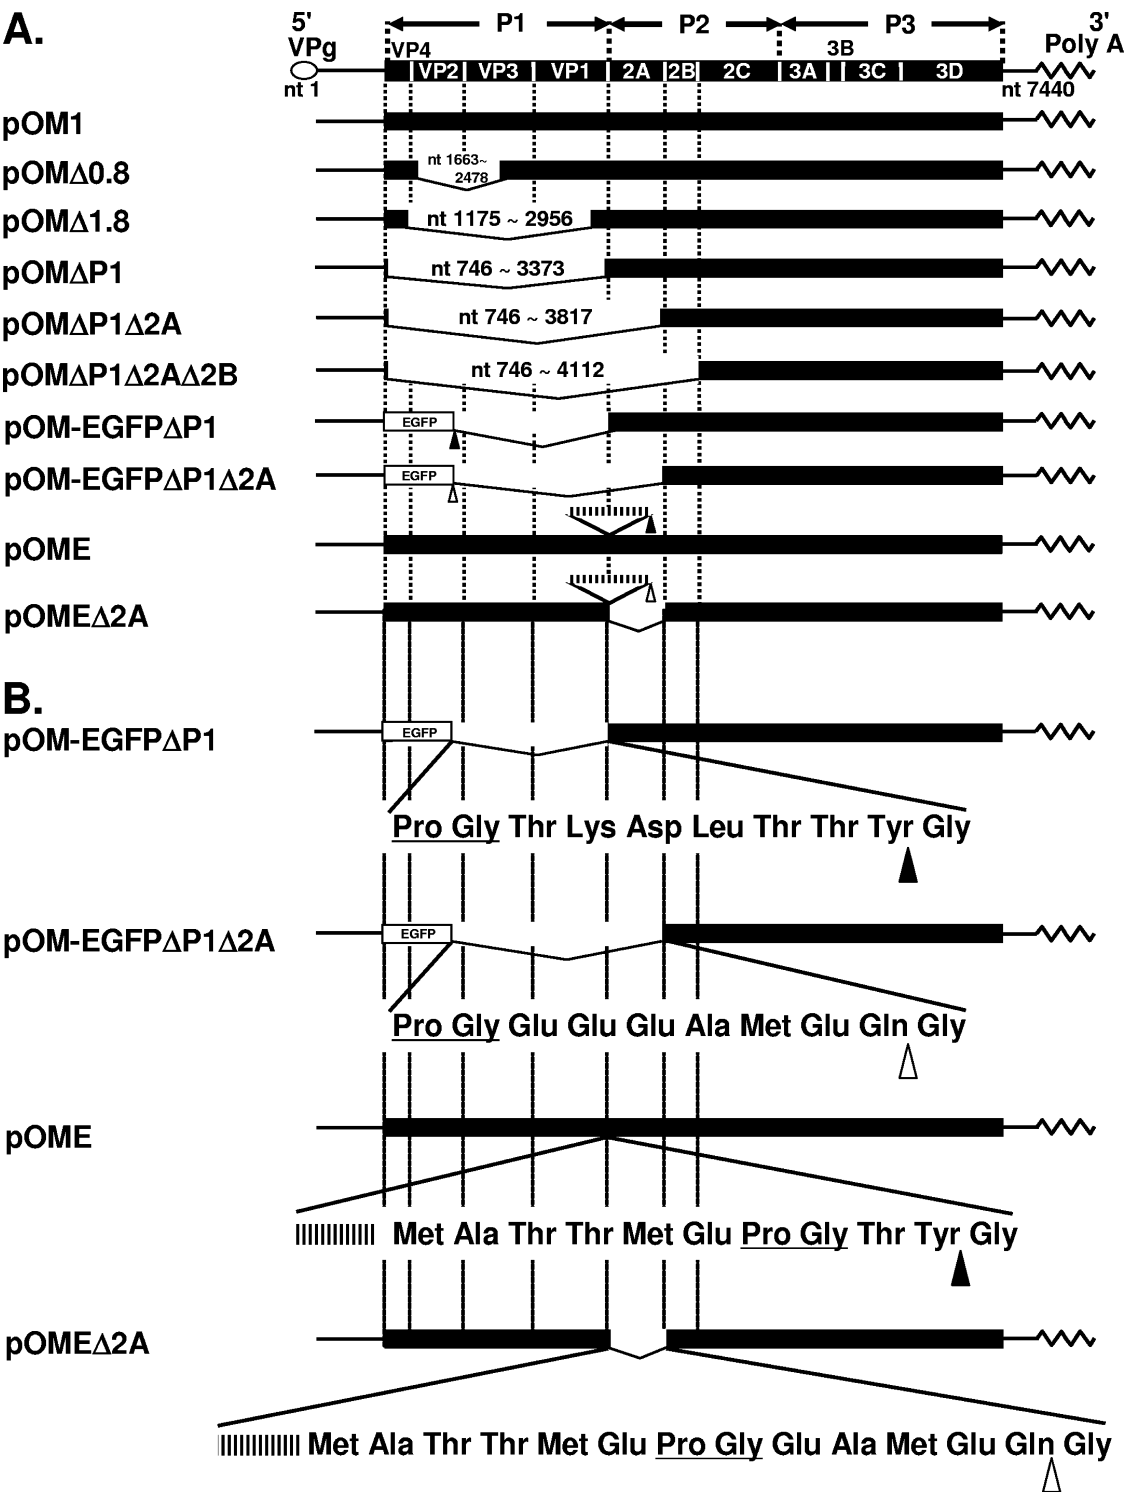 A.
5' P1 P2 P3 3'
VPg VP4 3B Poly A
VP2 VP3 VP1 2A 2B 2C 3A 3C 3D
nt 1 nt 7440
pOM1
pOMΔ0.8 nt 1663~
2478
pOMΔ1.8 nt 1175 ~ 2956
pOMΔP1 nt 746 ~ 3373
pOMΔP1Δ2A nt 746 ~ 3817
pOMΔP1Δ2AΔ2B nt 746 ~ 4112
pOM-EGFPΔP1 EGFP
pOM-EGFPΔP1Δ2A EGFP
pOME
pOMEΔ2A
B.
pOM-EGFPΔP1 EGFP
Pro Gly Thr Lys Asp Leu Thr Thr Tyr Gly
pOM-EGFPΔP1Δ2A EGFP
Pro Gly Glu Glu Glu Ala Met Glu Gln Gly
pOME
Met Ala Thr Thr Met Glu Pro Gly Thr Tyr Gly
pOMEΔ2A
Met Ala Thr Thr Met Glu Pro Gly Glu Ala Met Glu Gln Gly